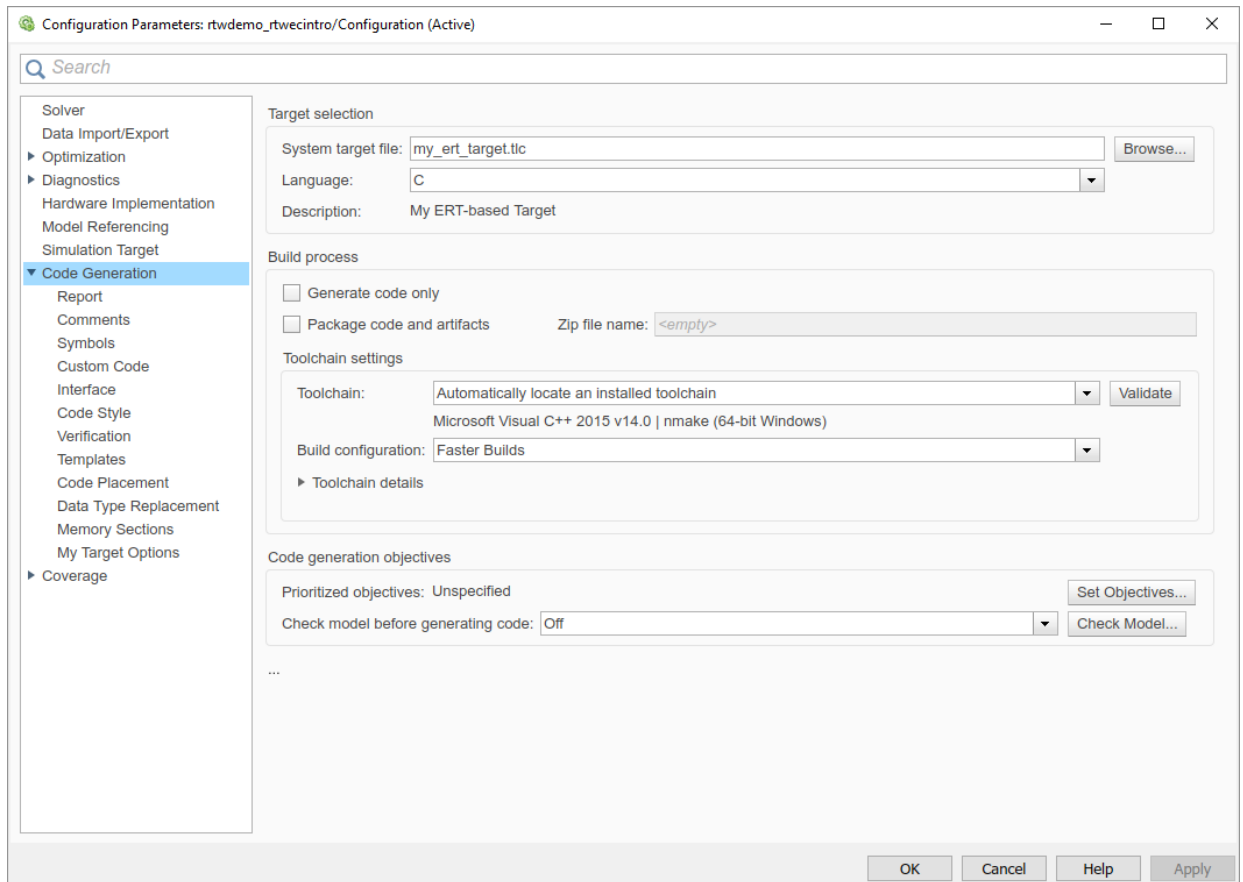 Configuration Parameters: rtwdemo_rtwecintro/Configuration (Active)
Search
Solver
Data Import/Export
Optimization
Diagnostics
Hardware Implementation
Model Referencing
Simulation Target
Code Generation
Report
Comments
Symbols
Custom Code
Interface
Code Style
Verification
Templates
Code Placement
Data Type Replacement
Memory Sections
My Target Options
Coverage
Target selection
System target file: my_ert_target.tlc Browse...
Language: C
Description: My ERT-based Target
Build process
Generate code only
Package code and artifacts Zip file name: <empty>
Toolchain settings
Toolchain: Automatically locate an installed toolchain Validate
Microsoft Visual C++ 2015 v14.0 | nmake (64-bit Windows)
Build configuration: Faster Builds
Toolchain details
Code generation objectives
Prioritized objectives: Unspecified Set Objectives...
Check model before generating code: Off Check Model...
...
OK Cancel Help Apply